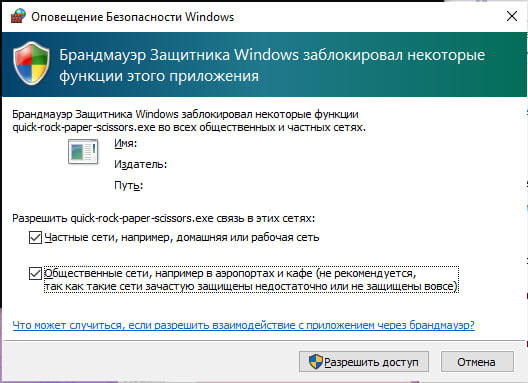 Оповещение Безопасности Windows
Брандмауэр Защитника Windows заблокировал некоторые
функции этого приложения
Брандмауэр Защитника Windows заблокировал некоторые функции
quick-rock-paper-scissors.exe во всех общественных и частных сетях.
Имя:
Издатель:
Путь:
Разрешить quick-rock-paper-scissors.exe связь в этих сетях:
Частные сети, например, домашняя или рабочая сеть
Общественные сети, например в аэропортах и кафе (не рекомендуется,
так как такие сети зачастую защищены недостаточно или не защищены вовсе)
Что может случиться, если разрешить взаимодействие с приложением через брандмауэр?
Разрешить доступ
Отмена